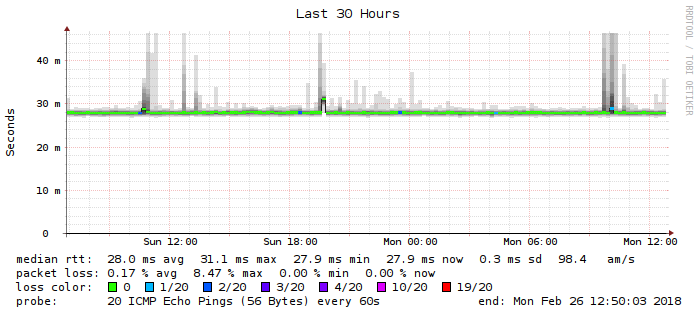 Last 30 Hours
RRDTOOL / TOBI OETIKER
Seconds
40 m
30 m
20 m
10 m
0
Sun 12:00 Sun 18:00 Mon 00:00 Mon 06:00 Mon 12:00
median rtt: 28.0 ms avg 31.1 ms max 27.9 ms min 27.9 ms now 0.3 ms sd 98.4 am/s
packet loss: 0.17 % avg 8.47 % max 0.00 % min 0.00 % now
loss color: 0 1/20 2/20 3/20 4/20 10/20 19/20
probe: 20 ICMP Echo Pings (56 Bytes) every 60s end: Mon Feb 26 12:50:03 2018